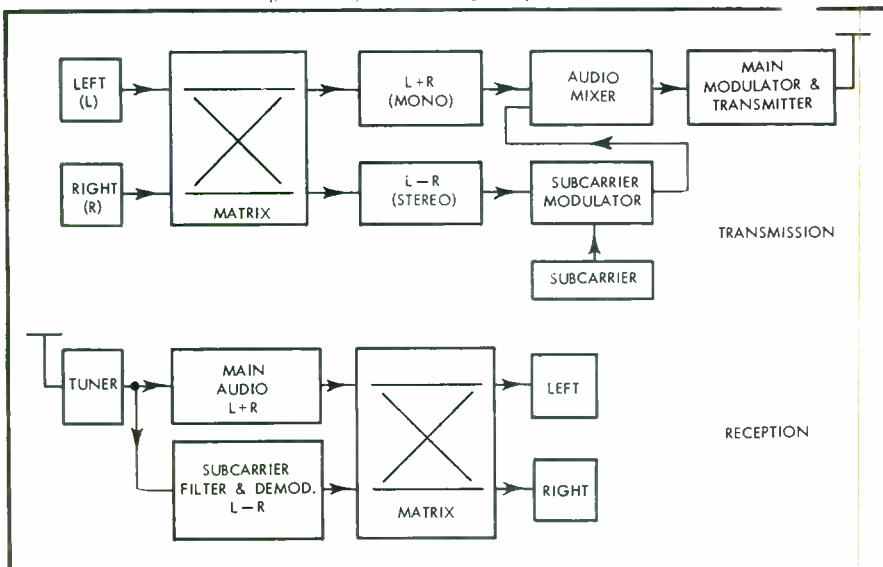 LEFT
(L)
RIGHT
(R)
MATRIX
L+R
(MONO)
L-R
(STEREO)
AUDIO
MIXER
SUBCARRIER
MODULATOR
SUBCARRIER
MAIN
MODULATOR &
TRANSMITTER
TRANSMISSION
TUNER
MAIN
AUDIO
L+R
SUBCARRIER
FILTER & DEMOD.
L-R
MATRIX
LEFT
RIGHT
RECEPTION